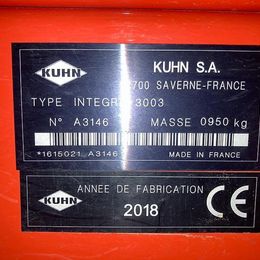 KUHN
KUHN S.A.
700 SAVERNE-FRANCE
TYPE INTEGR 3003
N° A3146 MASSE 0950 kg
*1615021 A3146
MADE IN FRANCE
KUHN
ANNEE DE FABRICATION
2018
CE